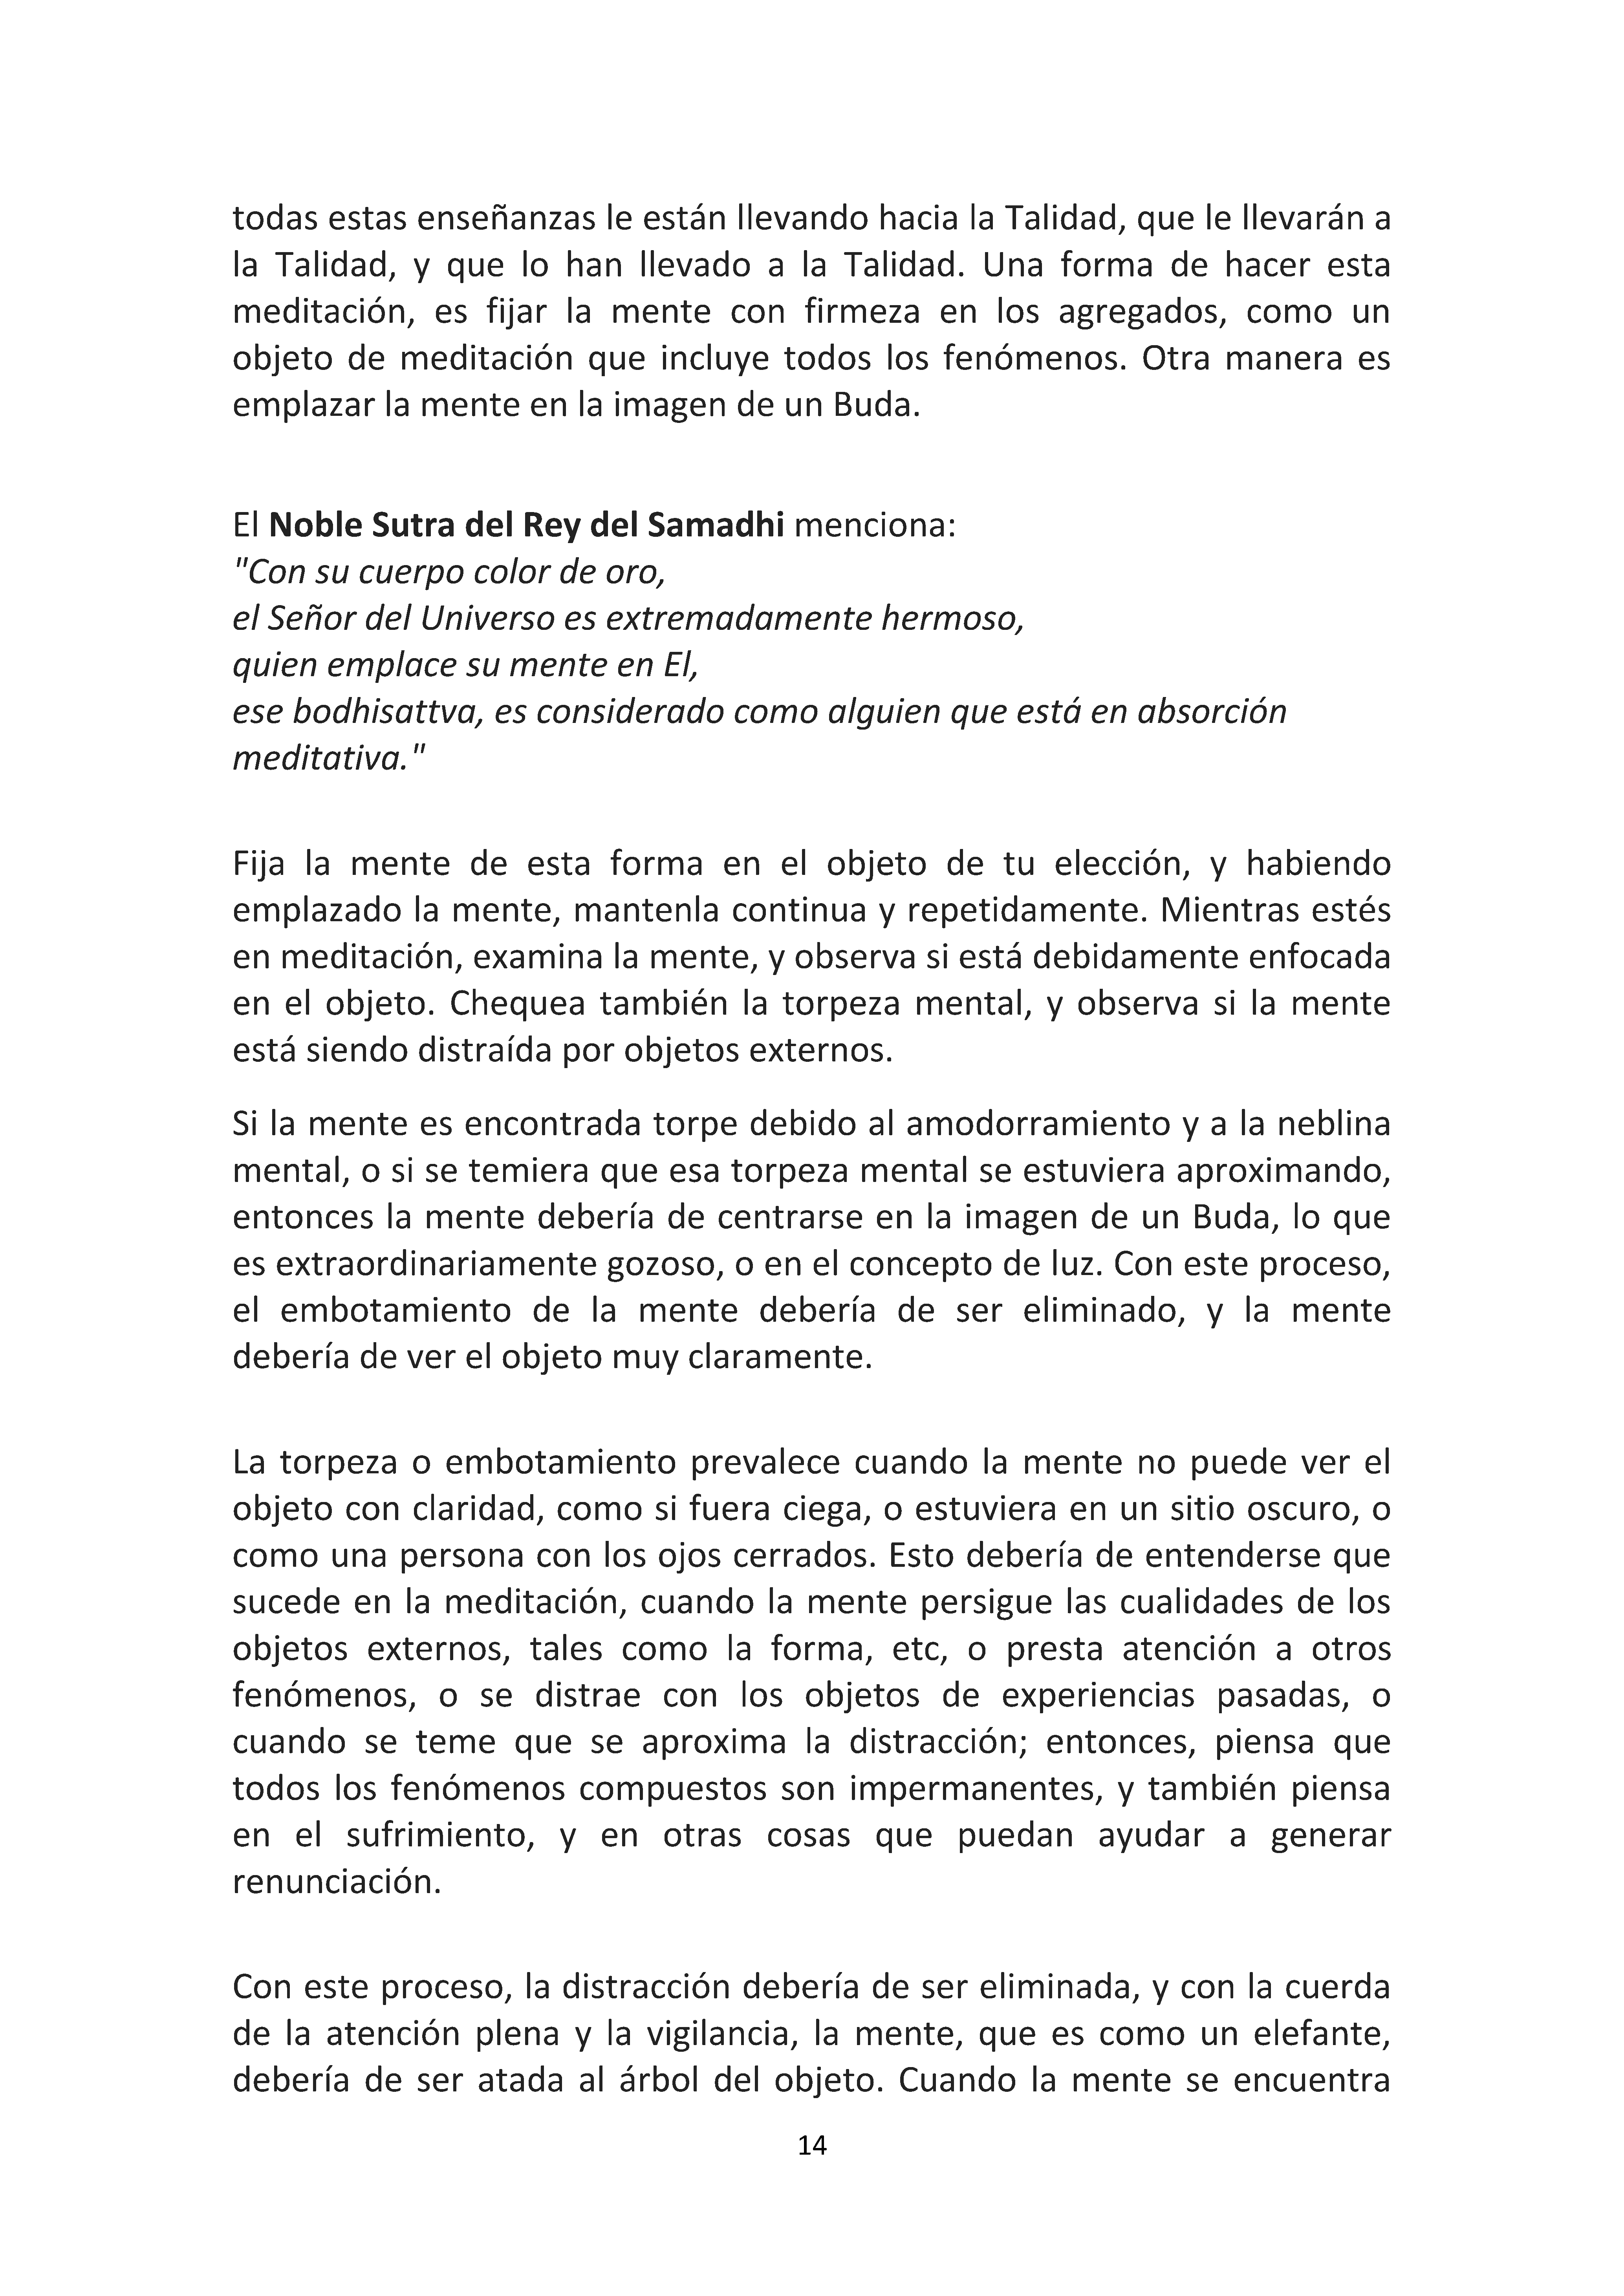 todas estas enseñanzas le están llevando hacia la Talidad, que le llevarán a
la Talidad, y que lo han llevado a la Talidad. Una forma de hacer esta
meditación, es fijar la mente con firmeza en los agregados, como un
objeto de meditación que incluye todos los fenómenos. Otra manera es
emplazar la mente en la imagen de un Buda.
El Noble Sutra del Rey del Samadhi menciona:
"Con su cuerpo color de oro,
el Señor del Universo es extremadamente hermoso,
quien emplace su mente en El,
ese bodhisattva, es considerado como alguien que está en absorción
meditativa."
Fija la mente de esta forma en el objeto de tu elección, y habiendo
emplazado la mente, mantenla continua y repetidamente. Mientras estés
en meditación, examina la mente, y observa si está debidamente enfocada
en el objeto. Chequea también la torpeza mental, y observa si la mente
está siendo distraída por objetos externos.
Si la mente es encontrada torpe debido al amodorramiento y a la neblina
mental, o si se temiera que esa torpeza mental se estuviera aproximando,
entonces la mente debería de centrarse en la imagen de un Buda, lo que
es extraordinariamente gozoso, o en el concepto de luz. Con este proceso,
el embotamiento de la mente debería de ser eliminado, y la mente
debería de ver el objeto muy claramente.
La torpeza o embotamiento prevalece cuando la mente no puede ver el
objeto con claridad, como si fuera ciega, o estuviera en un sitio oscuro, o
como una persona con los ojos cerrados. Esto debería de entenderse que
sucede en la meditación, cuando la mente persigue las cualidades de los
objetos externos, tales como la forma, etc, o presta atención a otros
fenómenos, o se distrae con los objetos de experiencias pasadas, o
cuando se teme que se aproxima la distracción; entonces, piensa que
todos los fenómenos compuestos son impermanentes, y también piensa
en el sufrimiento, y en otras cosas que puedan ayudar a generar
renunciación.
Con este proceso, la distracción debería de ser eliminada, y con la cuerda
de la atención plena y la vigilancia, la mente, que es como un elefante,
debería de ser atada al árbol del objeto. Cuando la mente se encuentra
14